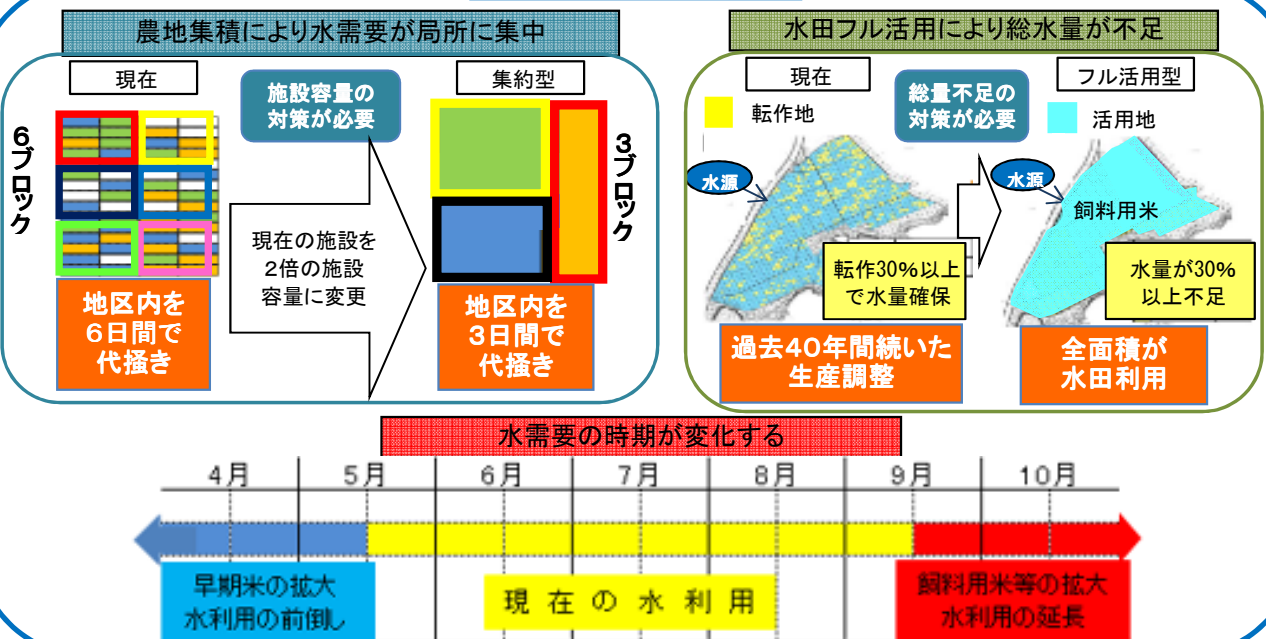 農地集積により水需要が局所に集中
現在
施設容量の
対策が必要
集約型
6ブロック
3ブロック
現在の施設を
2倍の施設
容量に変更
地区内を
6日間で
代掻き
地区内を
3日間で
代掻き
水田フル活用により総水量が不足
現在
総量不足の
対策が必要
フル活用型
転作地
活用地
水源
水源
飼料用米
転作30%以上
で水量確保
水量が30%
以上不足
過去40年間続いた
生産調整
全面積が
水田利用
水需要の時期が変化する
4月 5月 6月 7月 8月 9月 10月
早期米の拡大
水利用の前倒し
現在の水利用
飼料用米等の拡大
水利用の延長